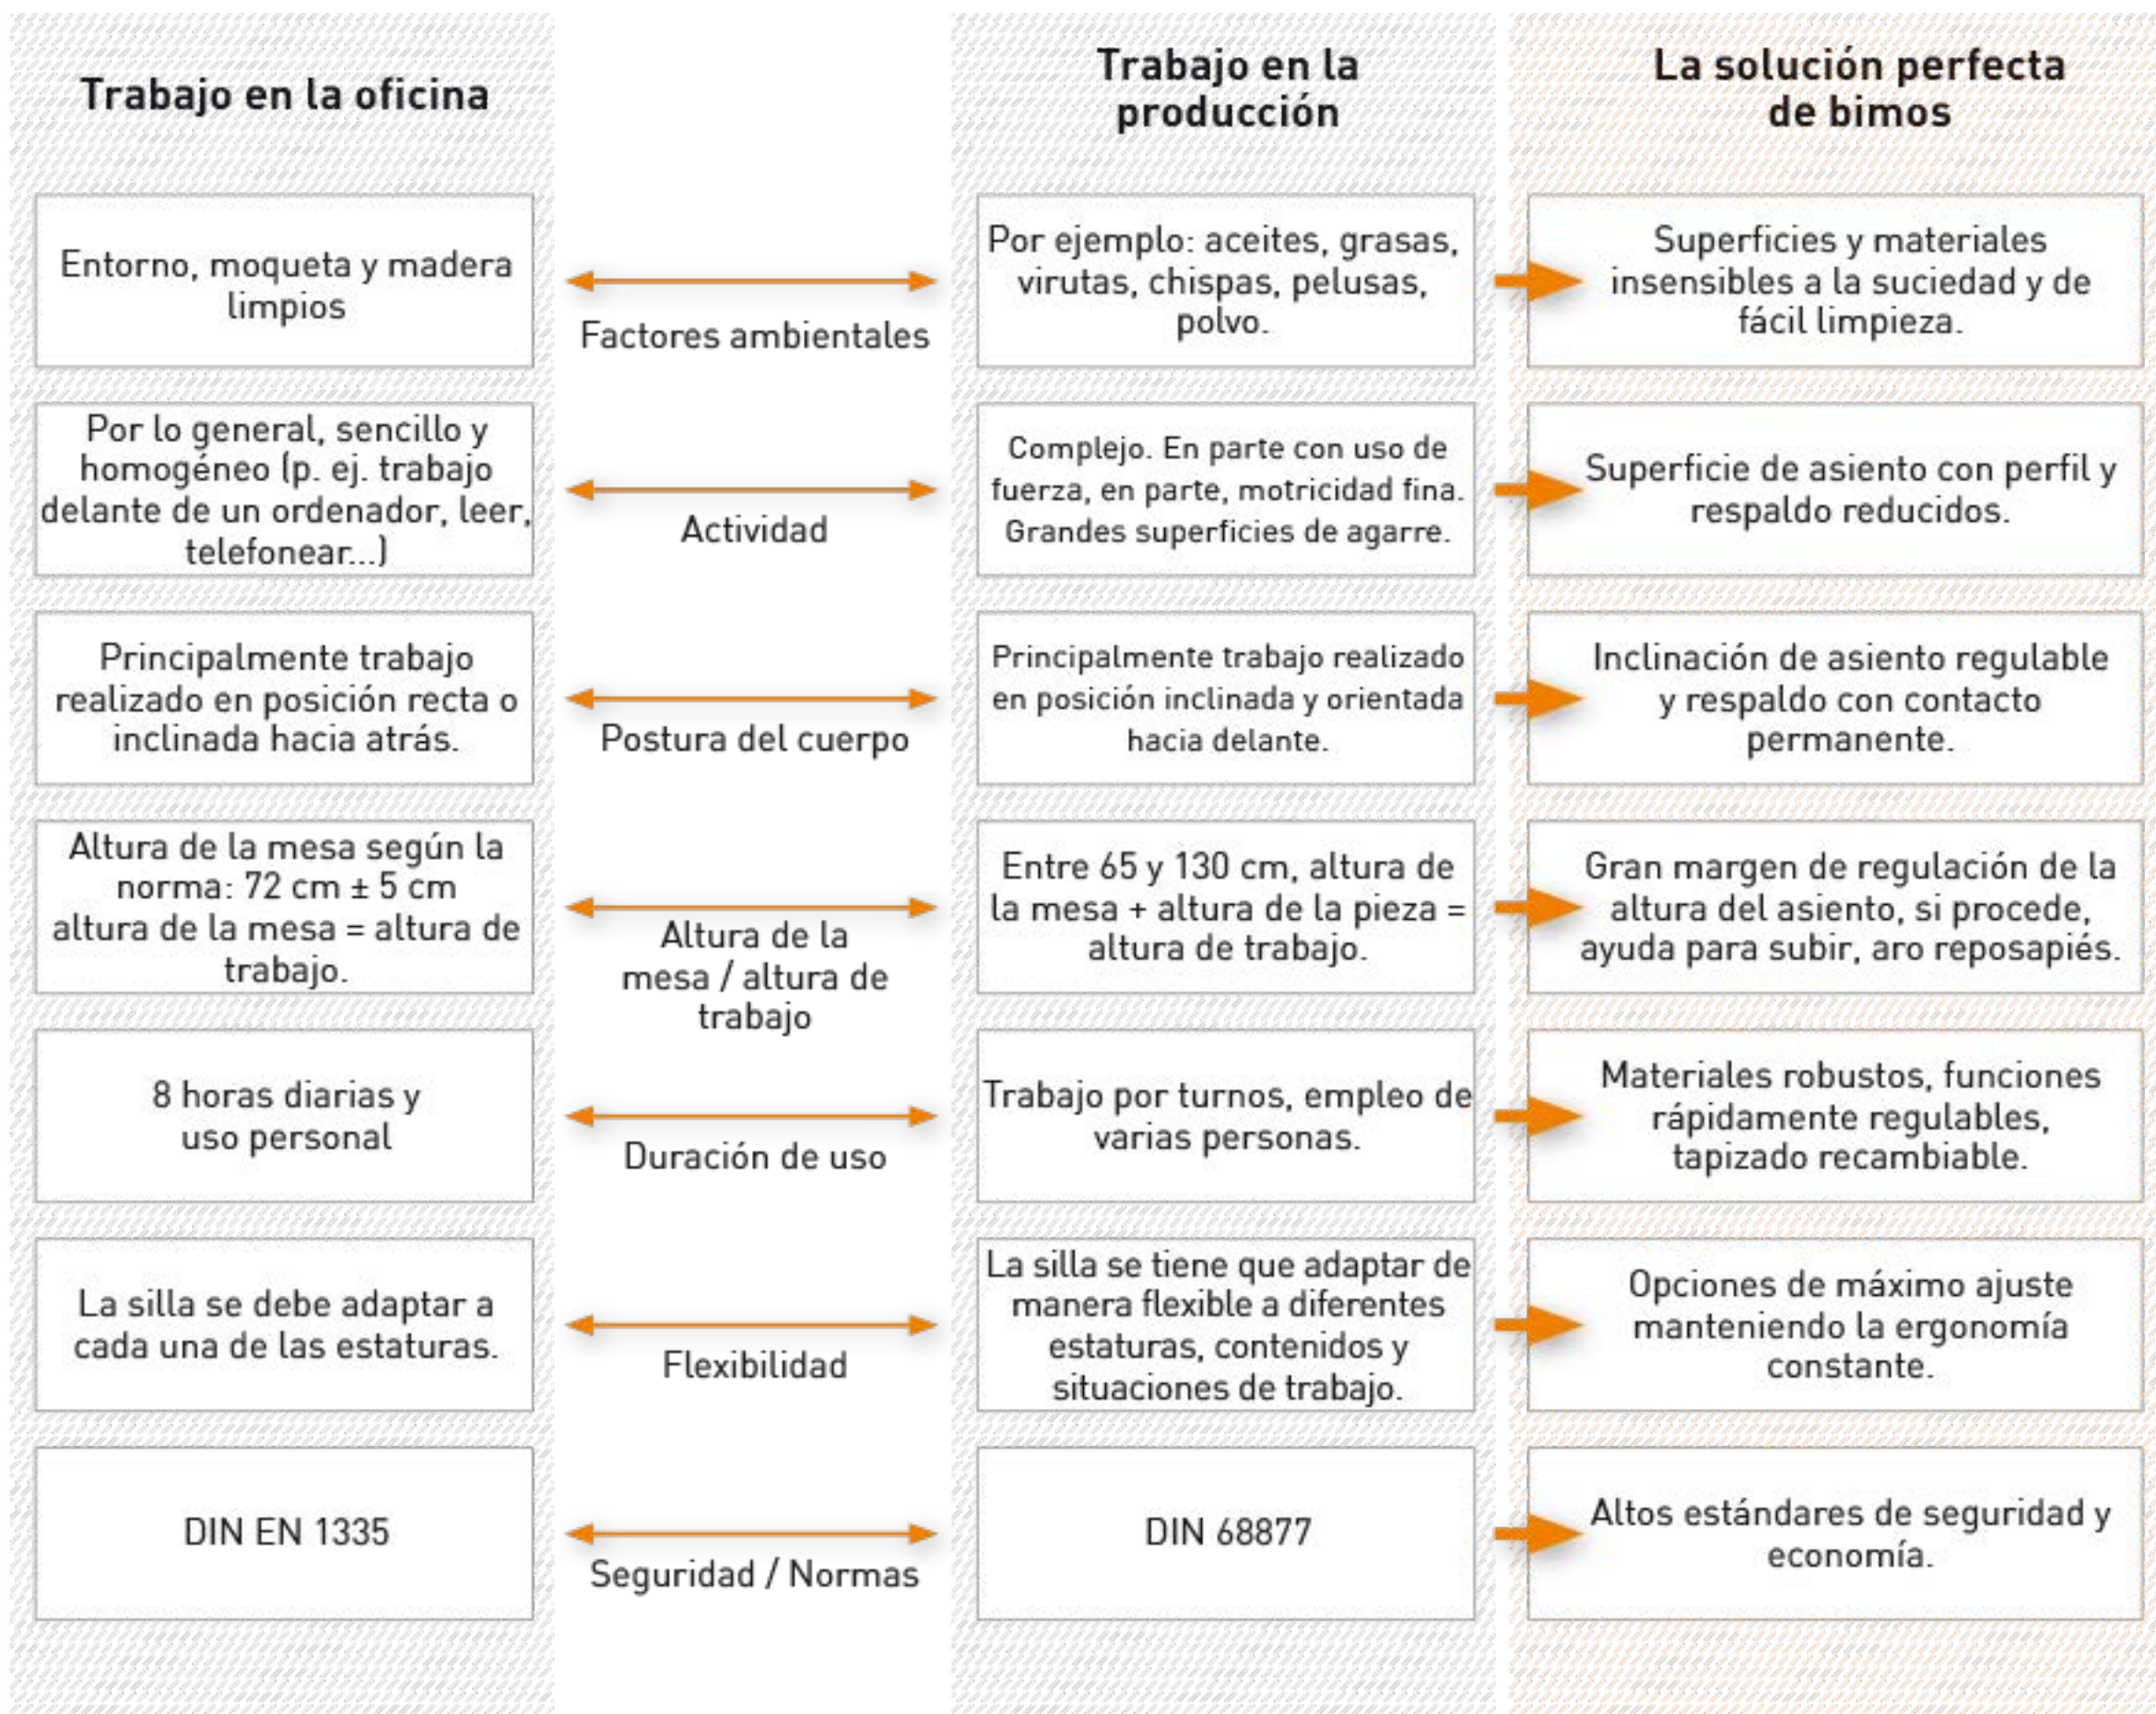 Trabajo en la oficina
Trabajo en la
producción
La solución perfecta
de bimos
Entorno, moqueta y madera
limpios
Factores ambientales
Por ejemplo: aceites, grasas,
virutas, chispas, pelusas,
polvo.
Superficies y materiales
insensibles a la suciedad y de
fácil limpieza.
Por lo general, sencillo y
homogéneo (p. ej. trabajo
delante de un ordenador, leer,
telefonear...)
Actividad
Complejo. En parte con uso de
fuerza, en parte, motricidad fina.
Grandes superficies de agarre.
Superficie de asiento con perfil y
respaldo reducidos.
Principalmente trabajo
realizado en posición recta o
inclinada hacia atrás.
Postura del cuerpo
Principalmente trabajo realizado
en posición inclinada y orientada
hacia delante.
Inclinación de asiento regulable
y respaldo con contacto
permanente.
Altura de la mesa según la
norma: 72 cm ± 5 cm
altura de la mesa = altura de
trabajo.
Altura de la
mesa / altura de
trabajo
Entre 65 y 130 cm, altura de
la mesa + altura de la pieza =
altura de trabajo.
Gran margen de regulación de la
altura del asiento, si procede,
ayuda para subir, aro reposapiés.
8 horas diarias y
uso personal
Duración de uso
Trabajo por turnos, empleo de
varias personas.
Materiales robustos, funciones
rápidamente regulables,
tapizado recambiable.
La silla se debe adaptar a
cada una de las estaturas.
Flexibilidad
La silla se tiene que adaptar de
manera flexible a diferentes
estaturas, contenidos y
situaciones de trabajo.
Opciones de máximo ajuste
manteniendo la ergonomía
constante.
DIN EN 1335
Seguridad / Normas
DIN 68877
Altos estándares de seguridad y
economía.